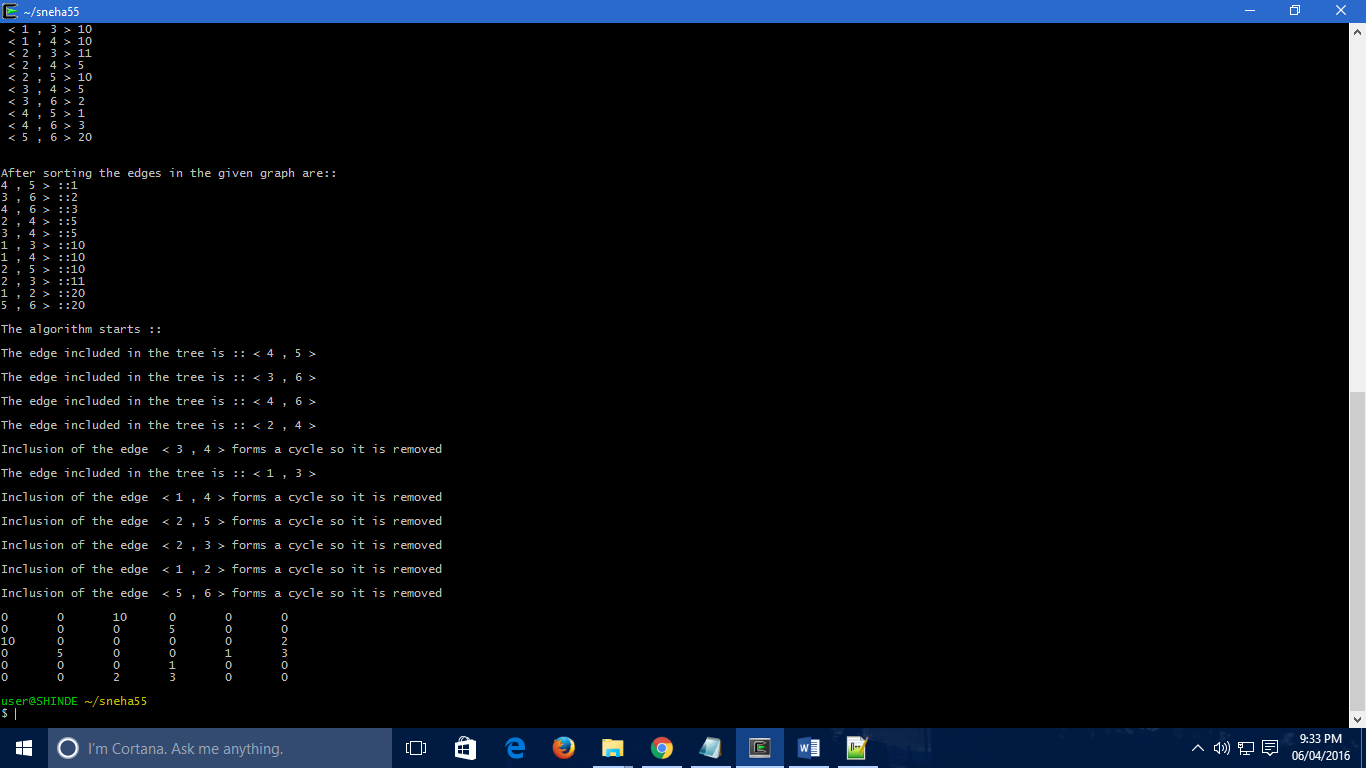 ~/sneha55
< 1 , 3 > 10
< 1 , 4 > 10
< 2 , 3 > 11
< 2 , 4 > 5
< 2 , 5 > 10
< 3 , 4 > 5
< 3 , 6 > 2
< 4 , 5 > 1
< 4 , 6 > 3
< 5 , 6 > 20
After sorting the edges in the given graph are::
4 , 5 > ::1
3 , 6 > ::2
4 , 6 > ::3
2 , 4 > ::5
3 , 4 > ::5
1 , 3 > ::10
1 , 4 > ::10
2 , 5 > ::10
2 , 3 > ::11
1 , 2 > ::20
5 , 6 > ::20
The algorithm starts ::
The edge included in the tree is :: < 4 , 5 >
The edge included in the tree is :: < 3 , 6 >
The edge included in the tree is :: < 4 , 6 >
The edge included in the tree is :: < 2 , 4 >
Inclusion of the edge  < 3 , 4 > forms a cycle so it is removed
The edge included in the tree is :: < 1 , 3 >
Inclusion of the edge  < 1 , 4 > forms a cycle so it is removed
Inclusion of the edge  < 2 , 5 > forms a cycle so it is removed
Inclusion of the edge  < 2 , 3 > forms a cycle so it is removed
Inclusion of the edge  < 1 , 2 > forms a cycle so it is removed
Inclusion of the edge  < 5 , 6 > forms a cycle so it is removed
0 0 10 0 0 0
0 0 0 5 0 0
10 0 0 0 0 2
0 5 0 0 1 3
0 0 0 1 0 0
0 0 2 3 0 0
user@SHINDE ~/sneha55
$
I'm Cortana. Ask me anything.
9:33 PM
06/04/2016